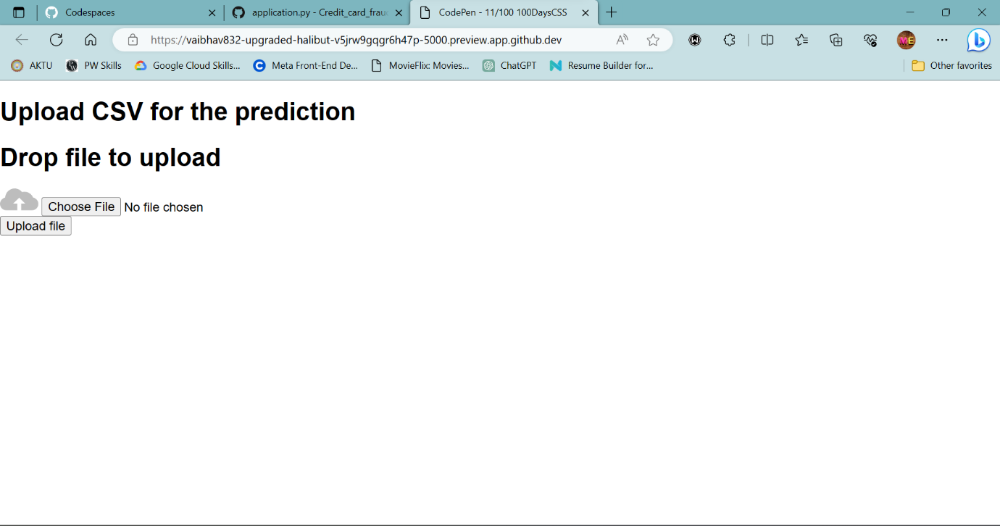 Codespaces
application.py - Credit_card_frau
CodePen - 11/100 100DaysCSS
https://vaibhav832-upgraded-halibut-v5jrw9gqgr6h47p-5000.preview.app.github.dev
A
W
ME
b
AKTU
PW Skills
Google Cloud Skills...
Meta Front-End De...
MovieFlix: Movies...
ChatGPT
Resume Builder for...
Other favorites
Upload CSV for the prediction
Drop file to upload
Choose File No file chosen
Upload file